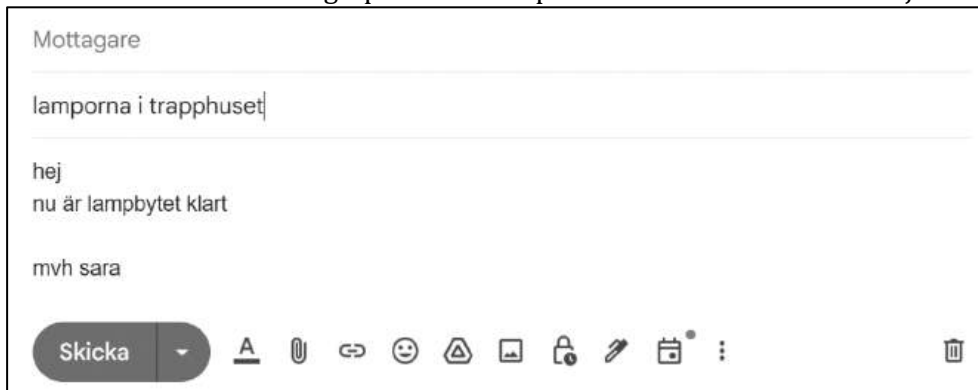 Mottagare
lamporna i trapphuset
hej
nu är lampbytet klart
mvh sara
Skicka